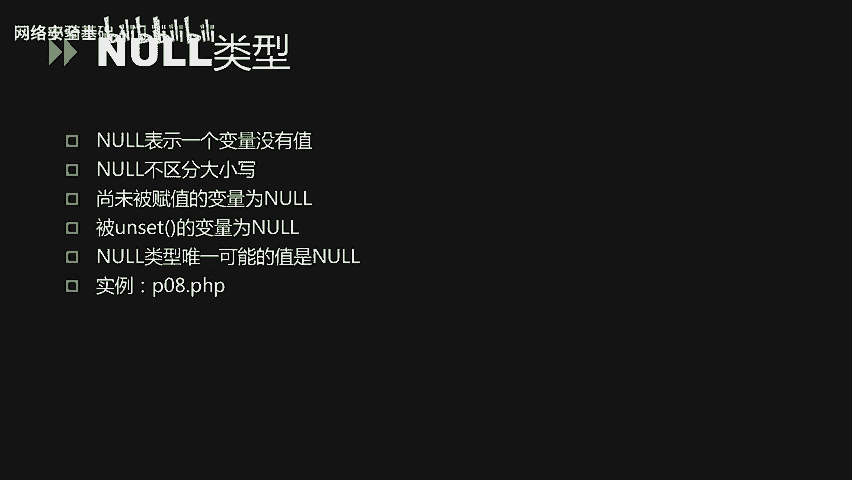 网络安全基础
NULL类型
NULL表示一个变量没有值
NULL不区分大小写
尚未被赋值的变量为NULL
被unset()的变量为NULL
NULL类型唯一可能的值是NULL
实例：p08.php